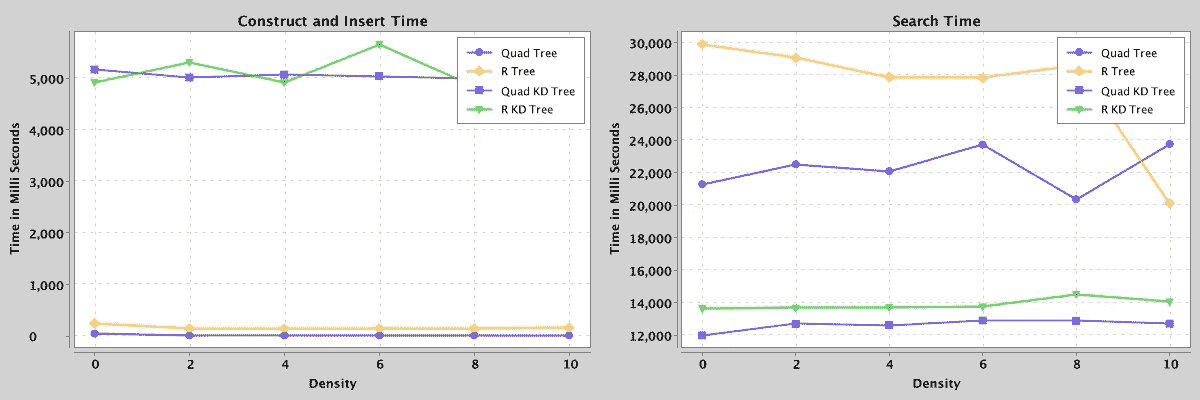 Construct and Insert Time
Time in Milli Seconds
5,000
4,000
3,000
2,000
1,000
0
0 2 4 6 8 10
Density
Quad Tree
R Tree
Quad KD Tree
R KD Tree
Search Time
Time in Milli Seconds
30,000
28,000
26,000
24,000
22,000
20,000
18,000
16,000
14,000
12,000
0 2 4 6 8 10
Density
Quad Tree
R Tree
Quad KD Tree
R KD Tree